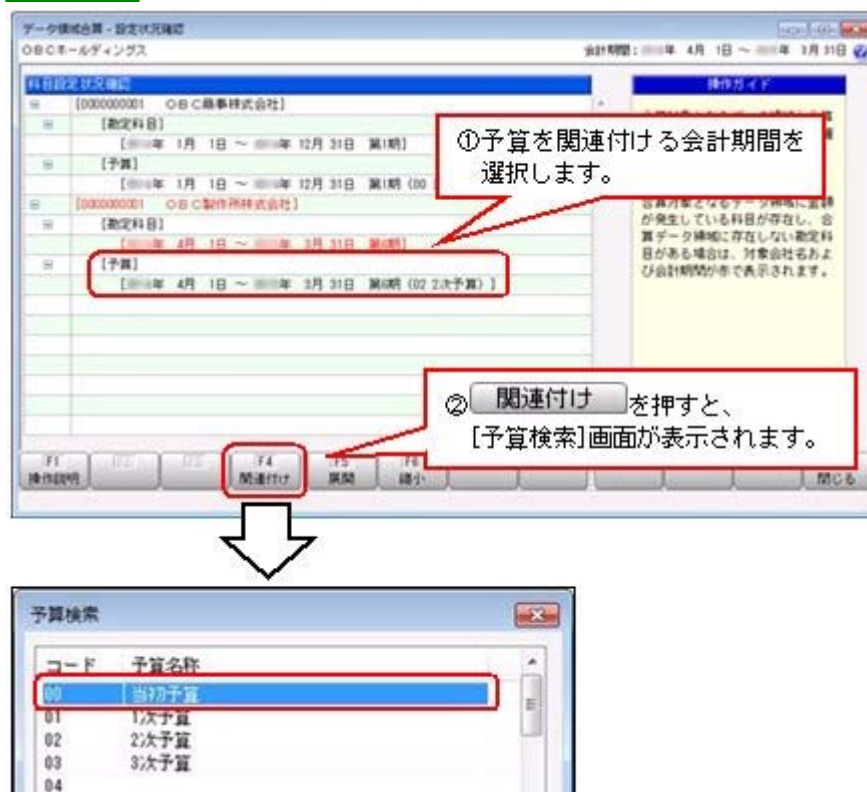 データ領域合算 - 設定状況確認
OBCホールディングス
会計期間: 年 4月 1日 ~ 年 3月31日
科目設定状況確認
操作ガイド
[0000000001 OBC商事株式会社]
[勘定科目]
[ 年 1月 1日 ~ 年 12月 31日 第1期]
[予算]
[ 年 1月 1日 ~ 年 12月 31日 第1期 (00
[0000000001 OBC製作所株式会社]
[勘定科目]
[ 年 4月 1日 ~ 年 3月 31日
[予算]
[ 年 4月 1日 ~ 年 3月 31日 (02 2次予算) ]
①予算を関連付ける会計期間を
選択します。
合算対象となるデータ領域に金額
が発生している科目が存在し、合
算データ領域に存在しない勘定科
目がある場合は、対象会社名およ
び会計期間が赤で表示されます。
② 関連付け を押すと、
[予算検索]画面が表示されます。
F1 F4 F5 F6
操作説明 関連付け 展開 縮小 閉じる
予算検索
コード 予算名称
00 当初予算
01 1次予算
02 2次予算
03 3次予算
04